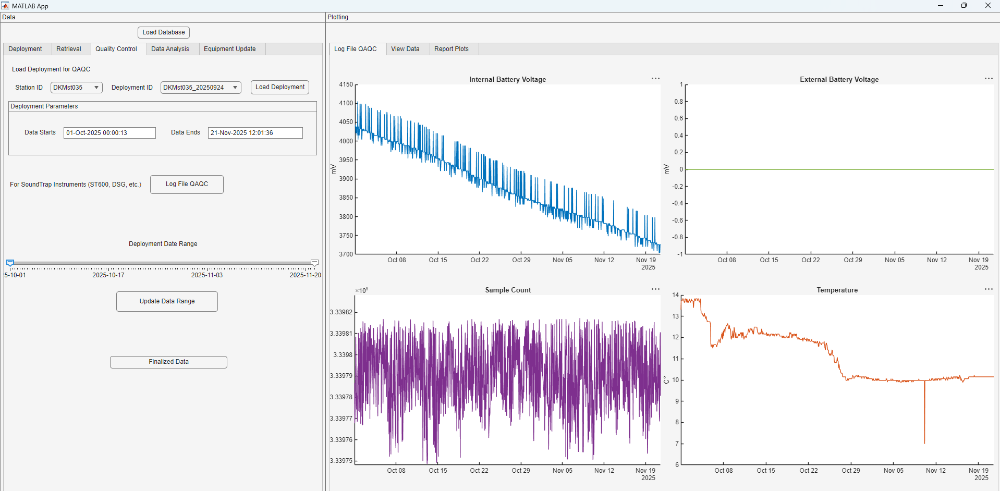 MATLAB App
Data
Load Database
Deployment Retrieval Quality Control Data Analysis Equipment Update
Load Deployment for QAQC
Station ID DKMst035 Deployment ID DKMst035_20250924 Load Deployment
Deployment Parameters
Data Starts 01-Oct-2025 00:00:13 Data Ends 21-Nov-2025 12:01:36
For SoundTrap Instruments (ST600, DSG, etc.) Log File QAQC
Deployment Date Range
5-10-01 2025-10-17 2025-11-03 2025-11-20
Update Data Range
Finalized Data
Plotting
Log File QAQC View Data Report Plots
Internal Battery Voltage
4150
4100
4050
4000
3950
3900
3850
3800
3750
3700
mV
Oct 08 Oct 15 Oct 22 Oct 29 Nov 05 Nov 12 Nov 19
2025
External Battery Voltage
1
0.8
0.6
0.4
0.2
0
-0.2
-0.4
-0.6
-0.8
-1
mV
Oct 08 Oct 15 Oct 22 Oct 29 Nov 05 Nov 12 Nov 19
2025
Sample Count
×10⁸
3.33982
3.33981
3.3398
3.33979
3.33978
3.33977
3.33976
3.33975
Oct 08 Oct 15 Oct 22 Oct 29 Nov 05 Nov 12 Nov 19
2025
Temperature
14
13
12
11
10
9
8
7
6
C°
Oct 08 Oct 15 Oct 22 Oct 29 Nov 05 Nov 12 Nov 19
2025